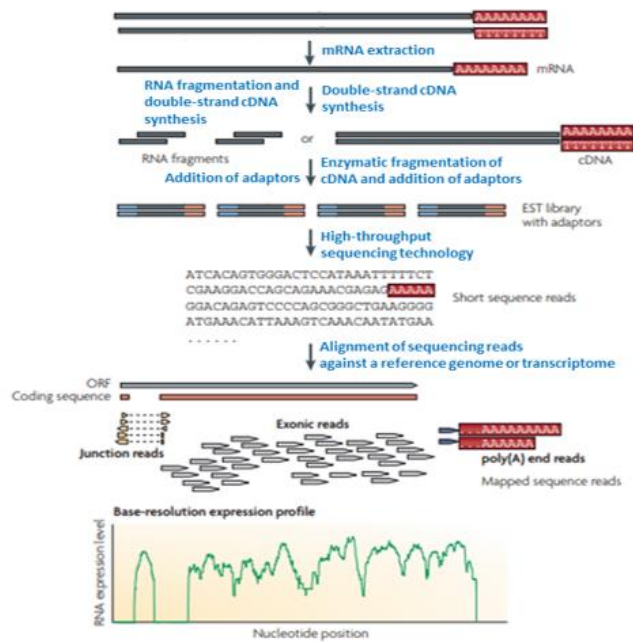 AAAAAAAA
TTTTTTTT
mRNA extraction
AAAAAAAA
mRNA
RNA fragmentation and
double-strand cDNA
synthesis
Double-strand cDNA
synthesis
RNA fragments
or
AAAAAAAA
TTTTTTTT
cDNA
Addition of adaptors
Enzymatic fragmentation of
cDNA and addition of adaptors
EST library
with adaptors
High-throughput
sequencing technology
ATCACAGTGGGACTCCATAAATTTTTCT
CGAAGGACCAGCAGAAACGAGAGAAAAA
GGACAGAGTCCCCAGCGGGCTGAAGGGG
ATGAAACATTAAAGTCAAACAATATGAA
......
Short sequence reads
Alignment of sequencing reads
against a reference genome or transcriptome
ORF
Coding sequence
Junction reads
Exonic reads
...AAAAAAAAA
...AAAAAA
poly(A) end reads
Mapped sequence reads
Base-resolution expression profile
RNA expression level
Nucleotide position